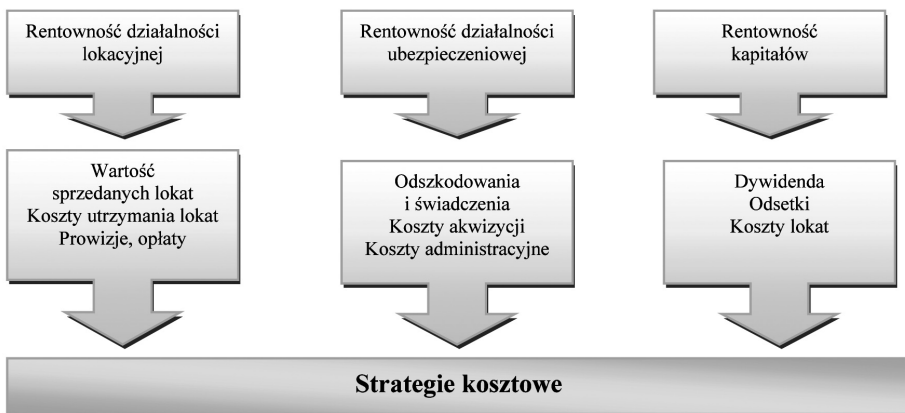 Rentowność działalności
lokacyjnej
Rentowność działalności
ubezpieczeniowej
Rentowność
kapitałów
Wartość
sprzedanych lokat
Koszty utrzymania lokat
Prowizje, opłaty
Odszkodowania
i świadczenia
Koszty akwizycji
Koszty administracyjne
Dywidenda
Odsetki
Koszty lokat
Strategie kosztowe